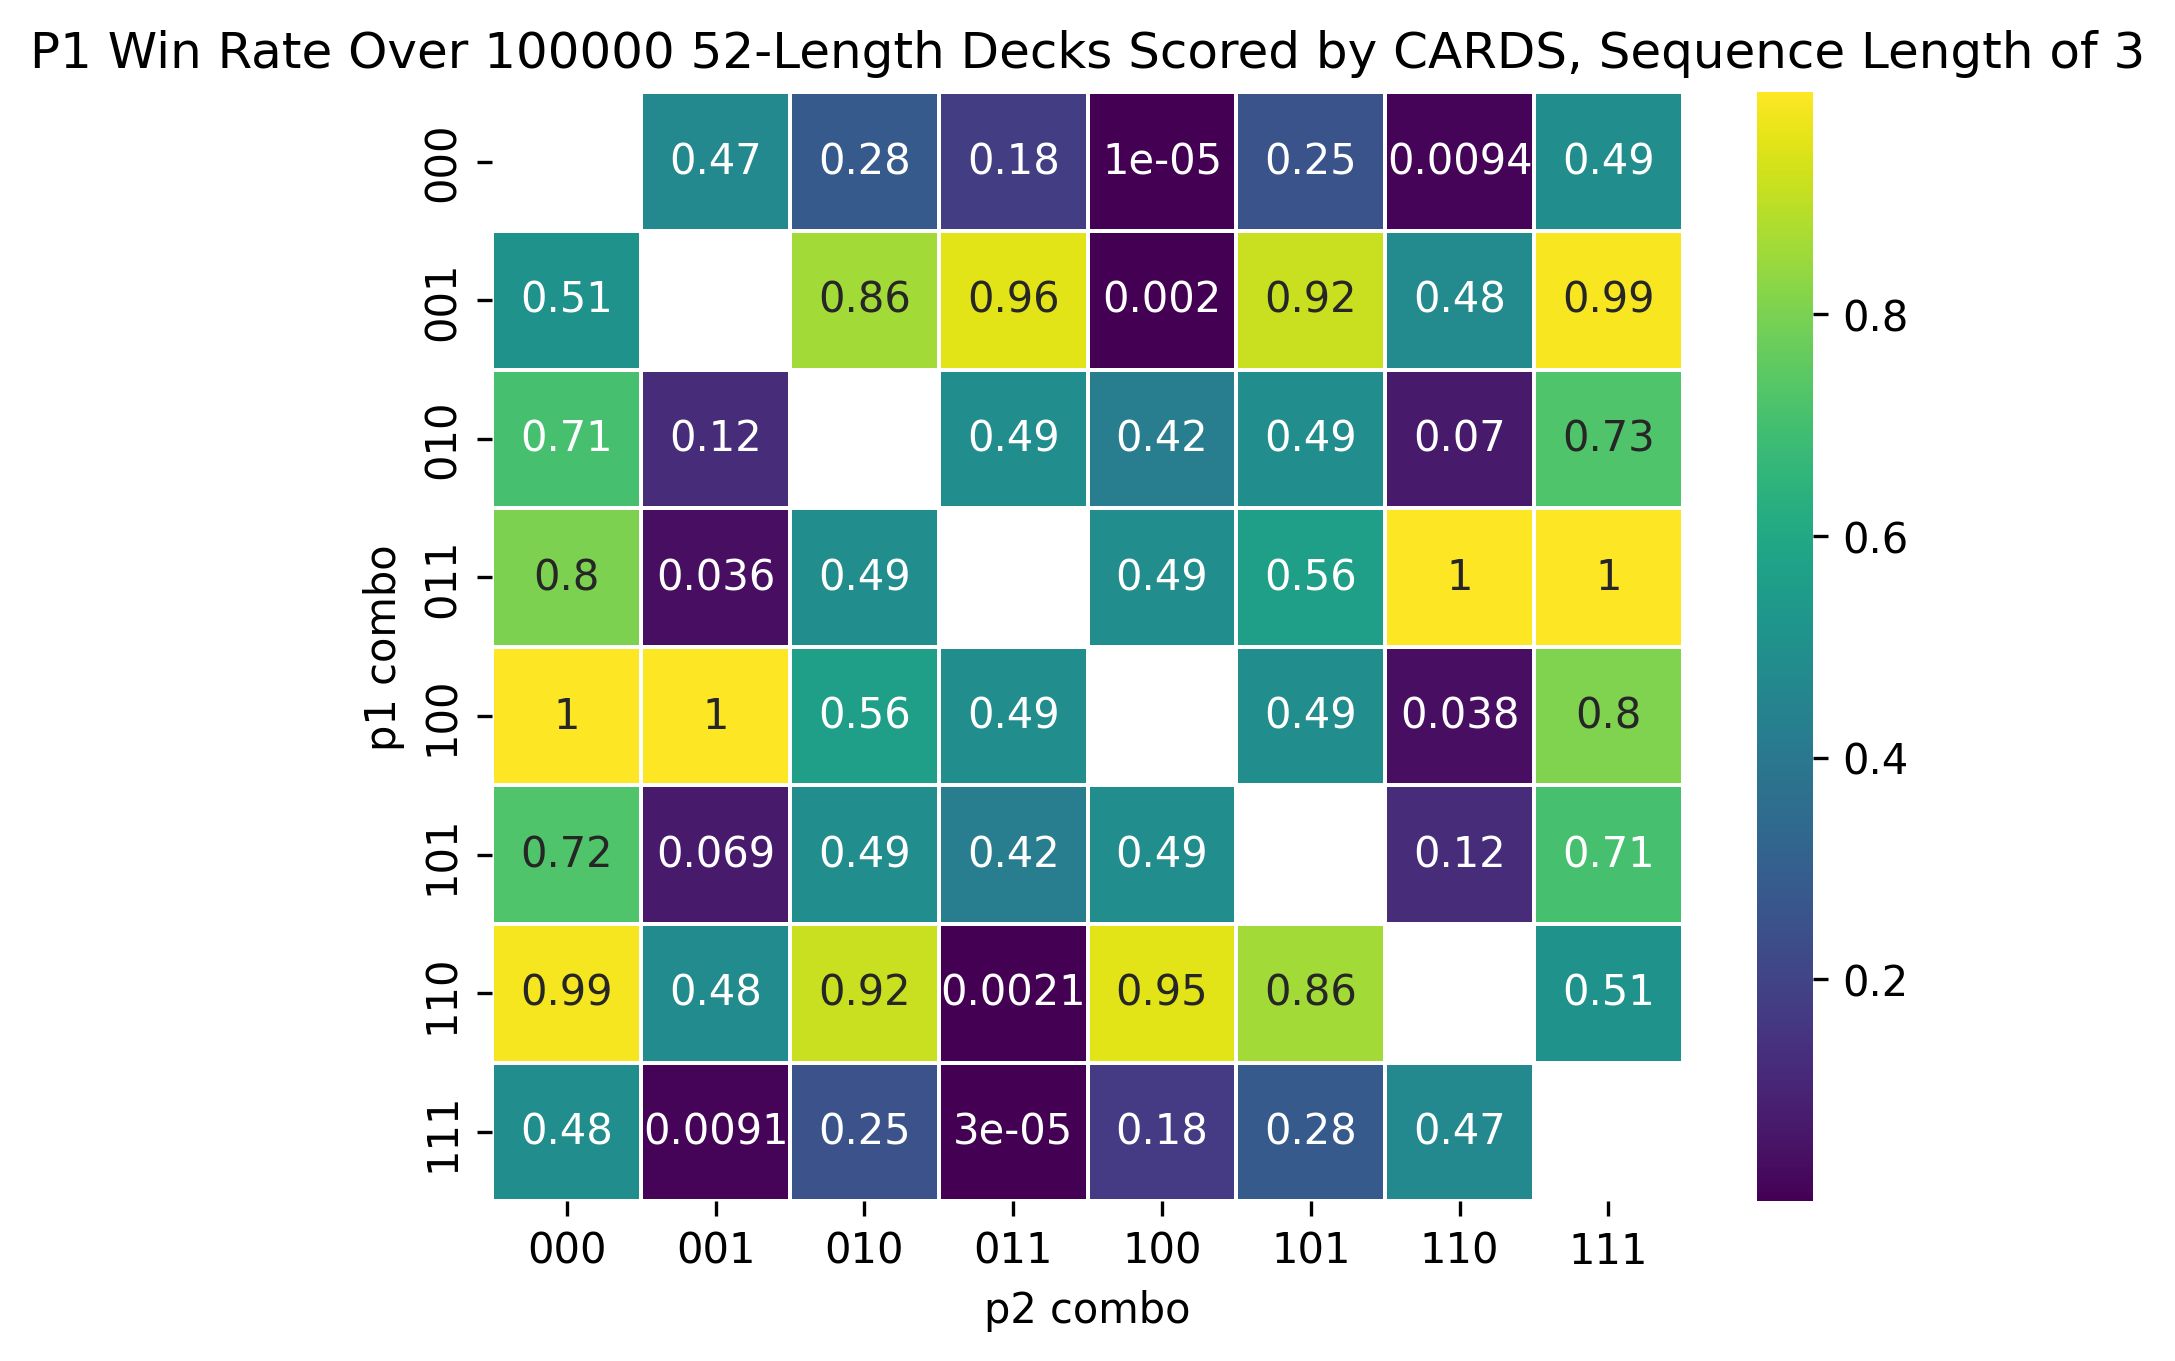 P1 Win Rate Over 100000 52-Length Decks Scored by CARDS, Sequence Length of 3
000 0.47 0.28 0.18 1e-05 0.25 0.0094 0.49
001 0.51 0.86 0.96 0.002 0.92 0.48 0.99
0.8
010 0.71 0.12 0.49 0.42 0.49 0.07 0.73
0.6
p1 combo
011 0.8 0.036 0.49 0.49 0.56 1 1
100 1 1 0.56 0.49 0.49 0.038 0.8
0.4
101 0.72 0.069 0.49 0.42 0.49 0.12 0.71
110 0.99 0.48 0.92 0.0021 0.95 0.86 0.51
0.2
111 0.48 0.0091 0.25 3e-05 0.18 0.28 0.47
000 001 010 011 100 101 110 111
p2 combo